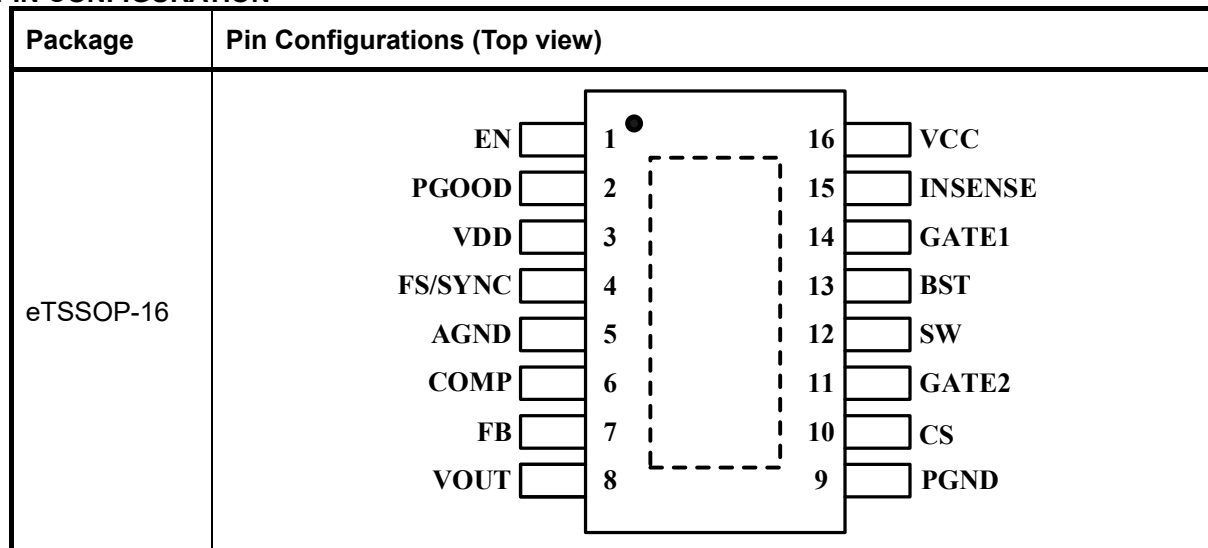 PIN CONFIGURATION
Package Pin Configurations (Top view)
eTSSOP-16
EN 1 16 VCC
PGOOD 2 15 INSENSE
VDD 3 14 GATE1
FS/SYNC 4 13 BST
AGND 5 12 SW
COMP 6 11 GATE2
FB 7 10 CS
VOUT 8 9 PGND